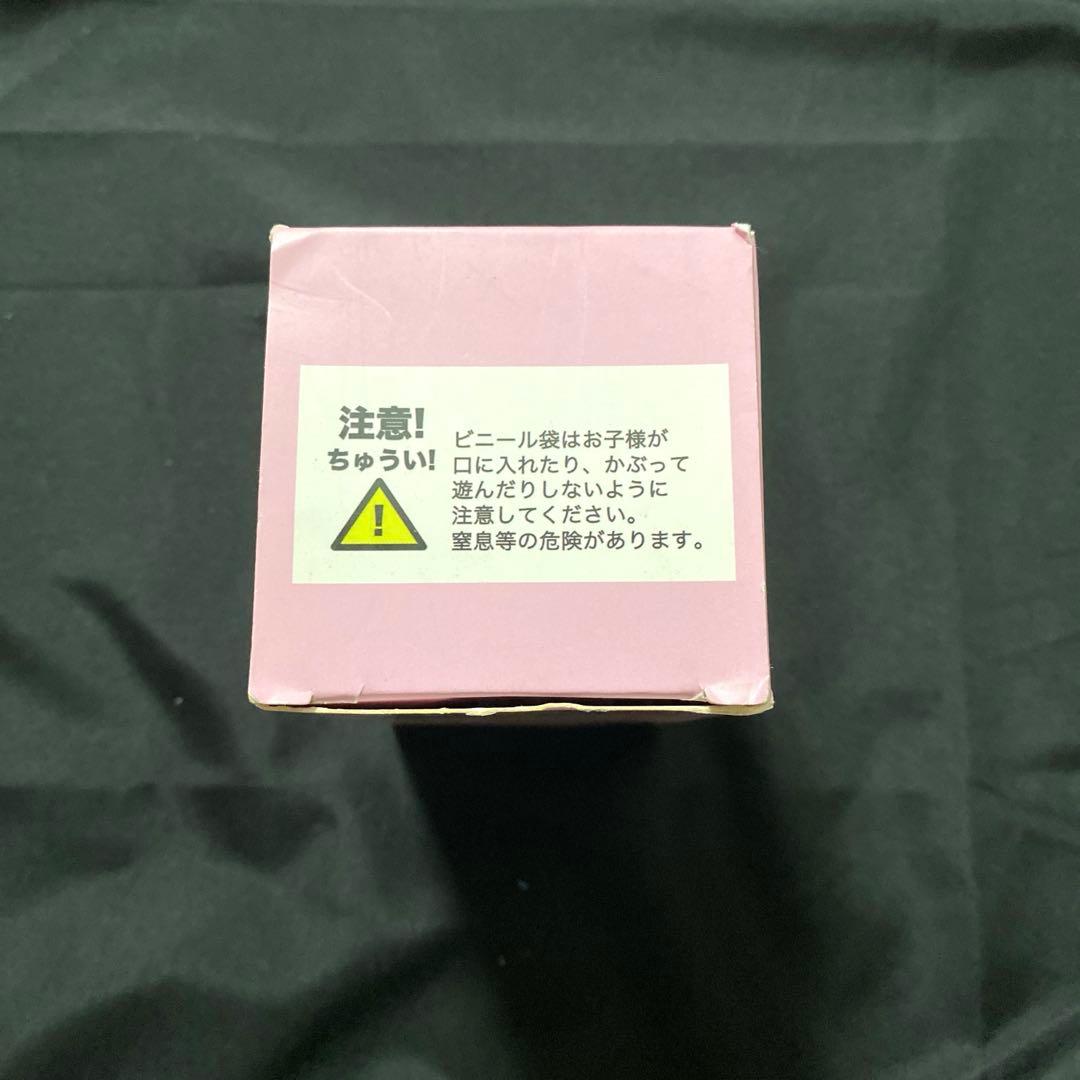 注意!
ちゅうい!
!
ビニール袋はお子様が
口に入れたり、かぶって
遊んだりしないように
注意してください。
窒息等の危険があります。